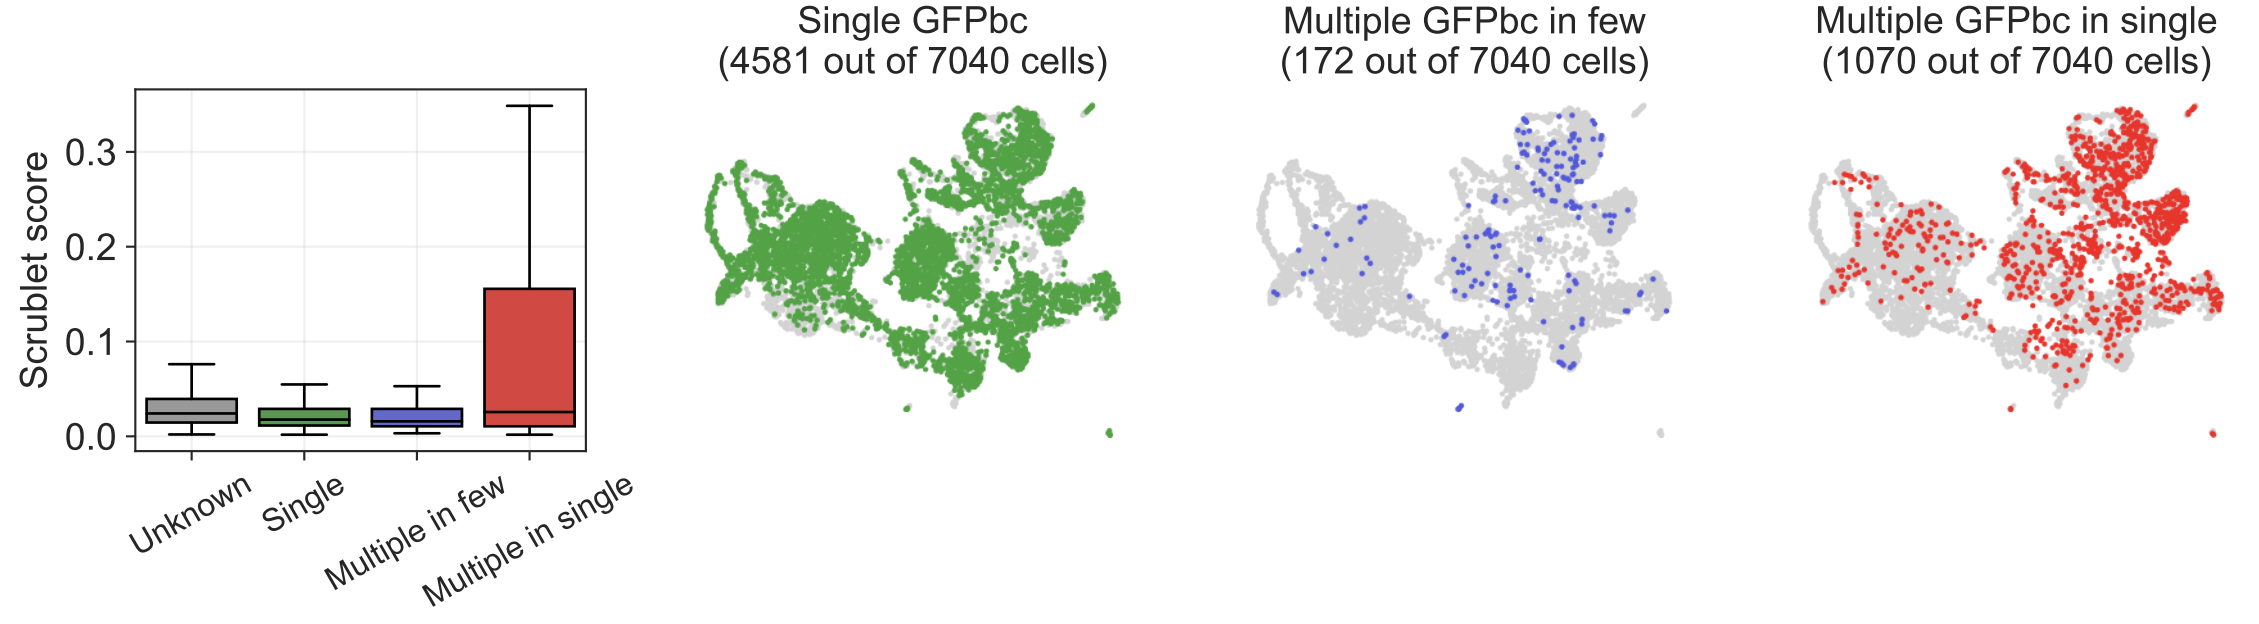 Single GFPbc
(4581 out of 7040 cells)
Multiple GFPbc in few
(172 out of 7040 cells)
Multiple GFPbc in single
(1070 out of 7040 cells)
Scrublet score
0.3
0.2
0.1
0.0
Unknown
Single
Multiple in few
Multiple in single